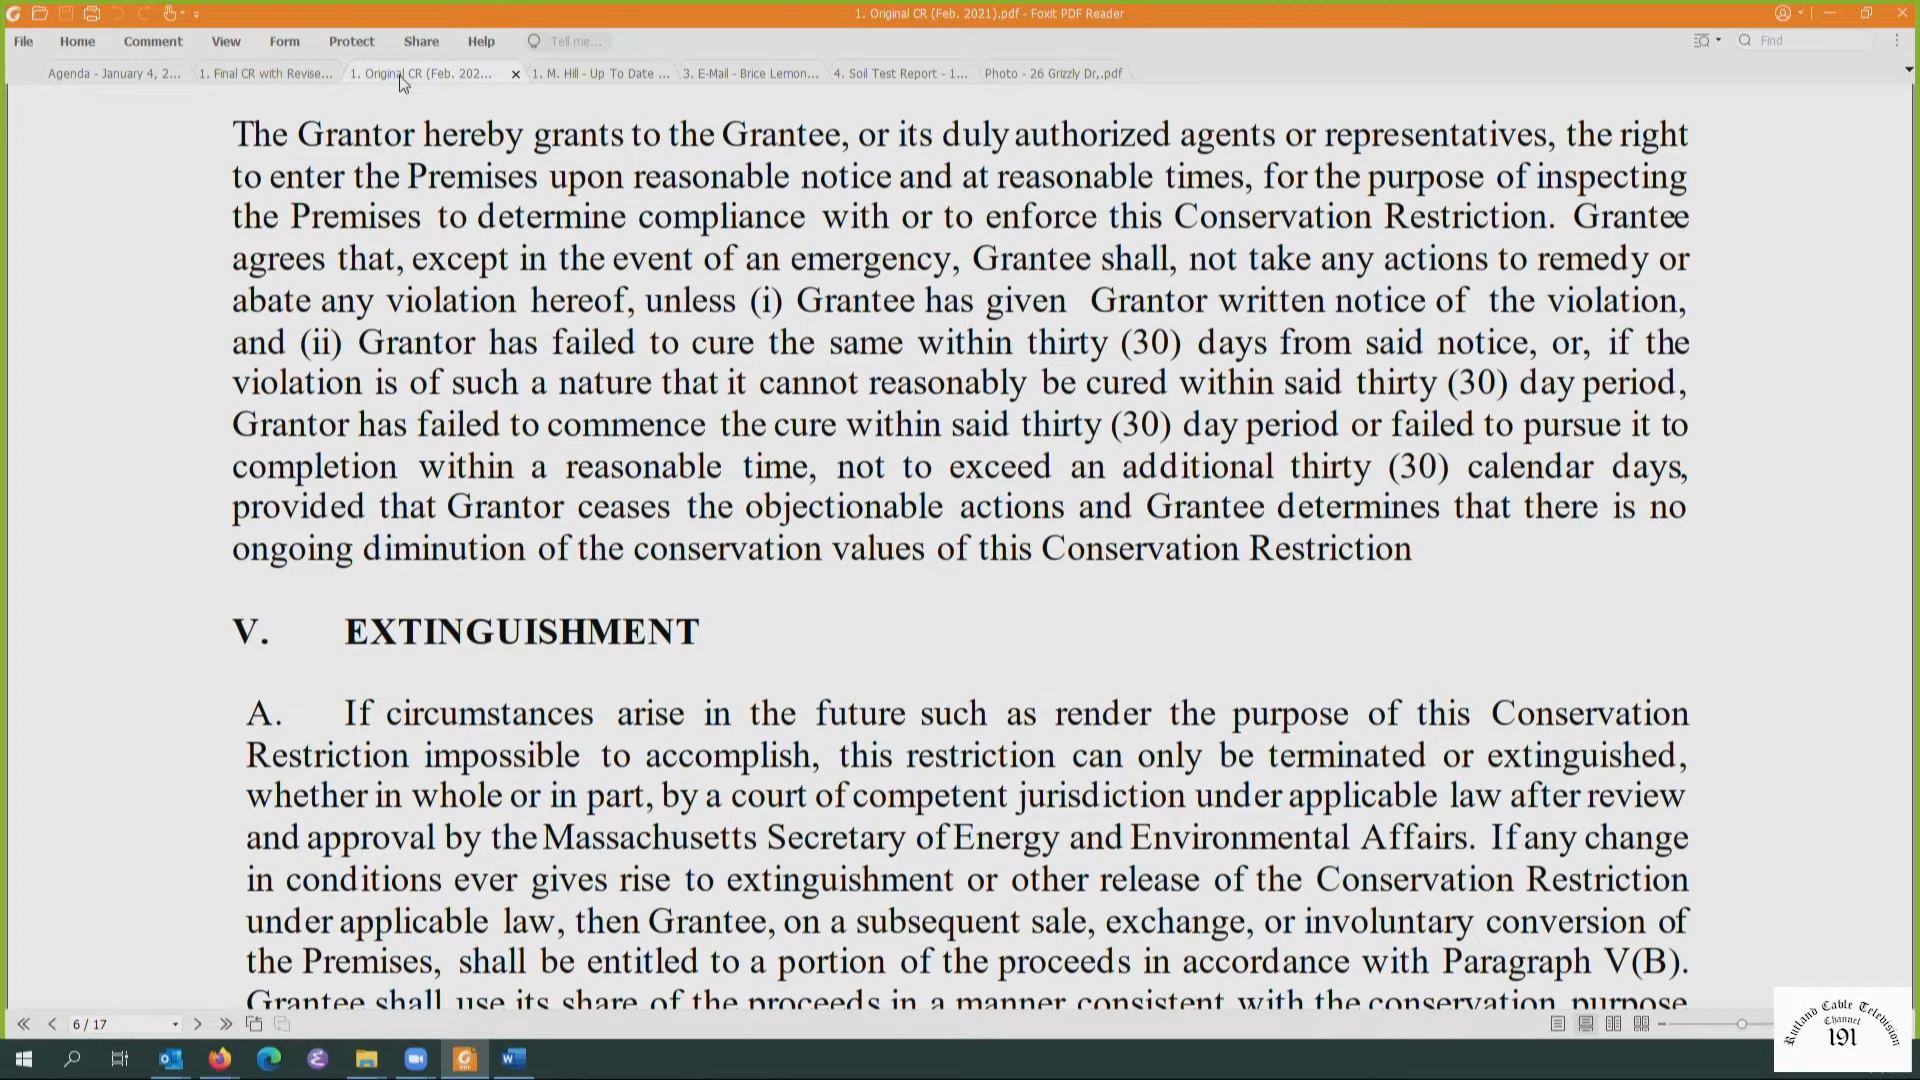 1. Original CR (Feb. 2021).pdf - Foxit PDF Reader
File Home Comment View Form Protect Share Help Tell me... Find
Agenda - January 4, 2... 1. Final CR with Revise... 1. Original CR (Feb. 202... 1. M. Hill - Up To Date ... 3. E-Mail - Brice Lemon... 4. Soil Test Report - 1... Photo - 26 Grizzly Dr,.pdf
The Grantor hereby grants to the Grantee, or its duly authorized agents or representatives, the right
to enter the Premises upon reasonable notice and at reasonable times, for the purpose of inspecting
the Premises to determine compliance with or to enforce this Conservation Restriction. Grantee
agrees that, except in the event of an emergency, Grantee shall, not take any actions to remedy or
abate any violation hereof, unless (i) Grantee has given Grantor written notice of the violation,
and (ii) Grantor has failed to cure the same within thirty (30) days from said notice, or, if the
violation is of such a nature that it cannot reasonably be cured within said thirty (30) day period,
Grantor has failed to commence the cure within said thirty (30) day period or failed to pursue it to
completion within a reasonable time, not to exceed an additional thirty (30) calendar days,
provided that Grantor ceases the objectionable actions and Grantee determines that there is no
ongoing diminution of the conservation values of this Conservation Restriction
V. EXTINGUISHMENT
A. If circumstances arise in the future such as render the purpose of this Conservation
Restriction impossible to accomplish, this restriction can only be terminated or extinguished,
whether in whole or in part, by a court of competent jurisdiction under applicable law after review
and approval by the Massachusetts Secretary of Energy and Environmental Affairs. If any change
in conditions ever gives rise to extinguishment or other release of the Conservation Restriction
under applicable law, then Grantee, on a subsequent sale, exchange, or involuntary conversion of
the Premises, shall be entitled to a portion of the proceeds in accordance with Paragraph V(B).
Grantee shall use its share of the proceeds in a manner consistent with the conservation purpose
6 / 17
Rutland Cable Television
Channel
191